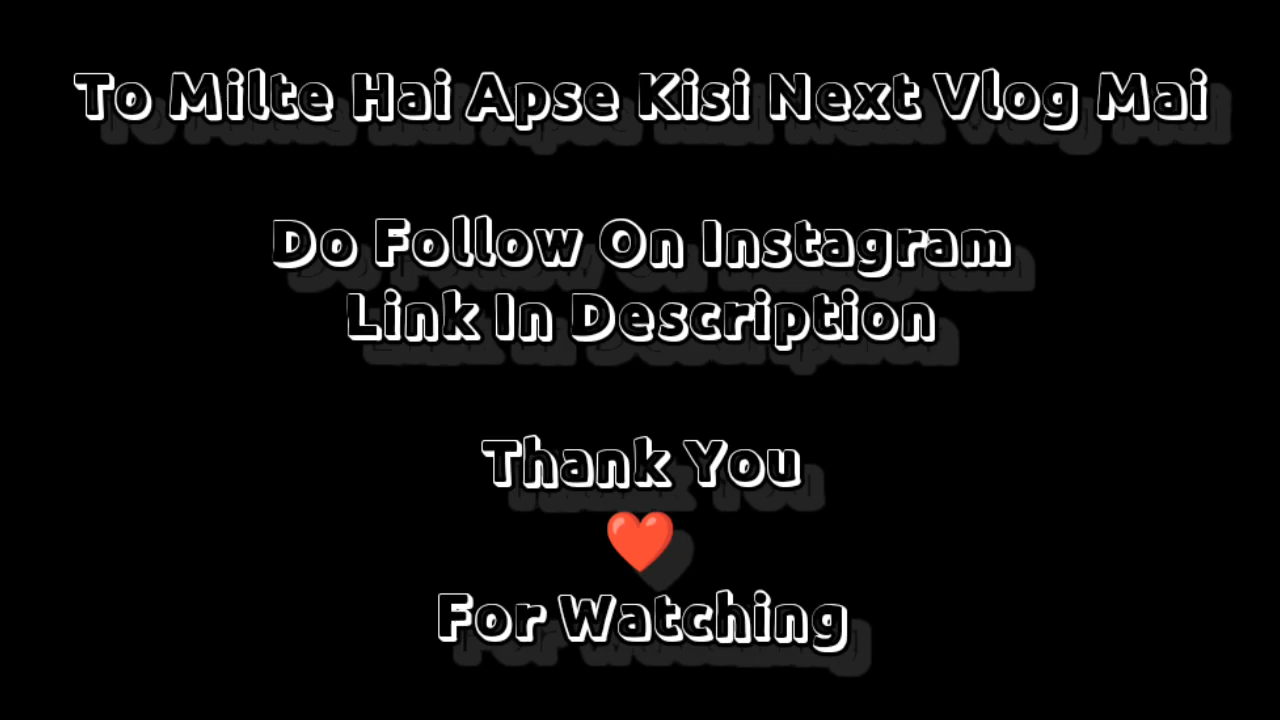 To Milte Hai Apse Kisi Next Vlog Mai
Do Follow On Instagram
Link In Description
Thank You
❤️
For Watching